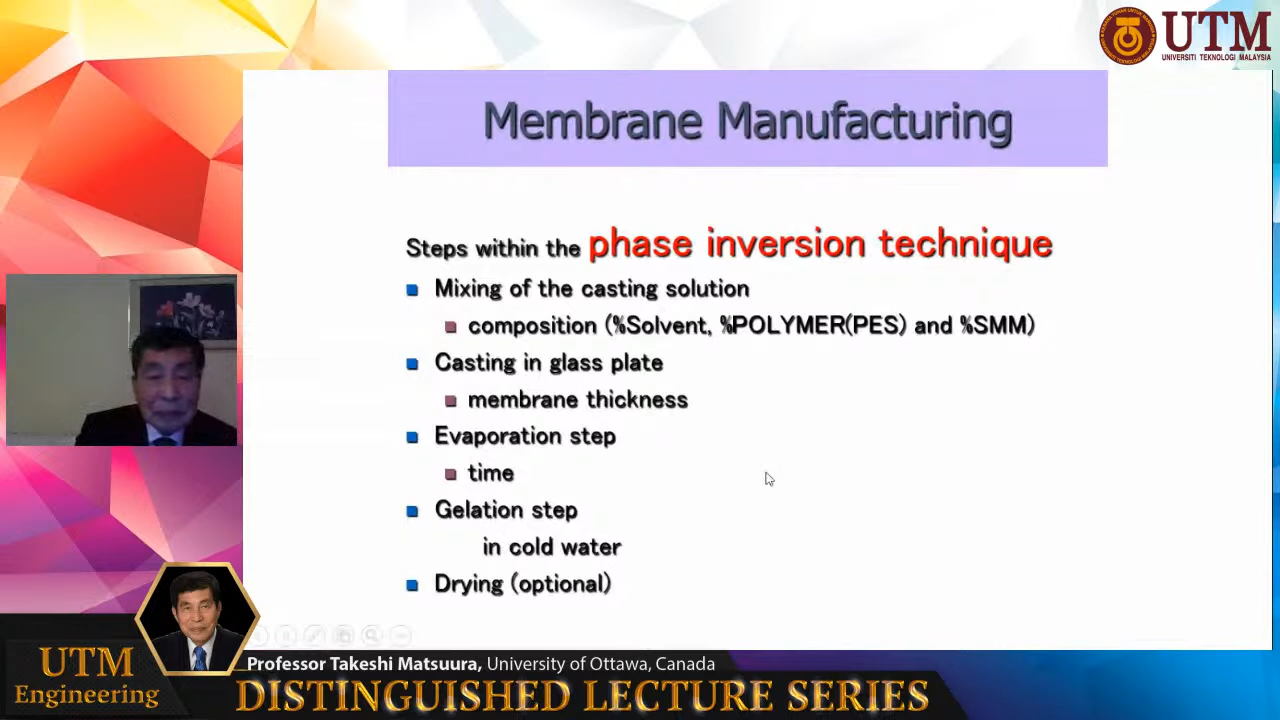 UTM
UNIVERSITI TEKNOLOGI MALAYSIA
Membrane Manufacturing
Steps within the phase inversion technique
Mixing of the casting solution
composition (%Solvent, %POLYMER(PES) and %SMM)
Casting in glass plate
membrane thickness
Evaporation step
time
Gelation step
in cold water
Drying (optional)
UTM
Engineering
Professor Takeshi Matsuura, University of Ottawa, Canada
DISTINGUISHED LECTURE SERIES